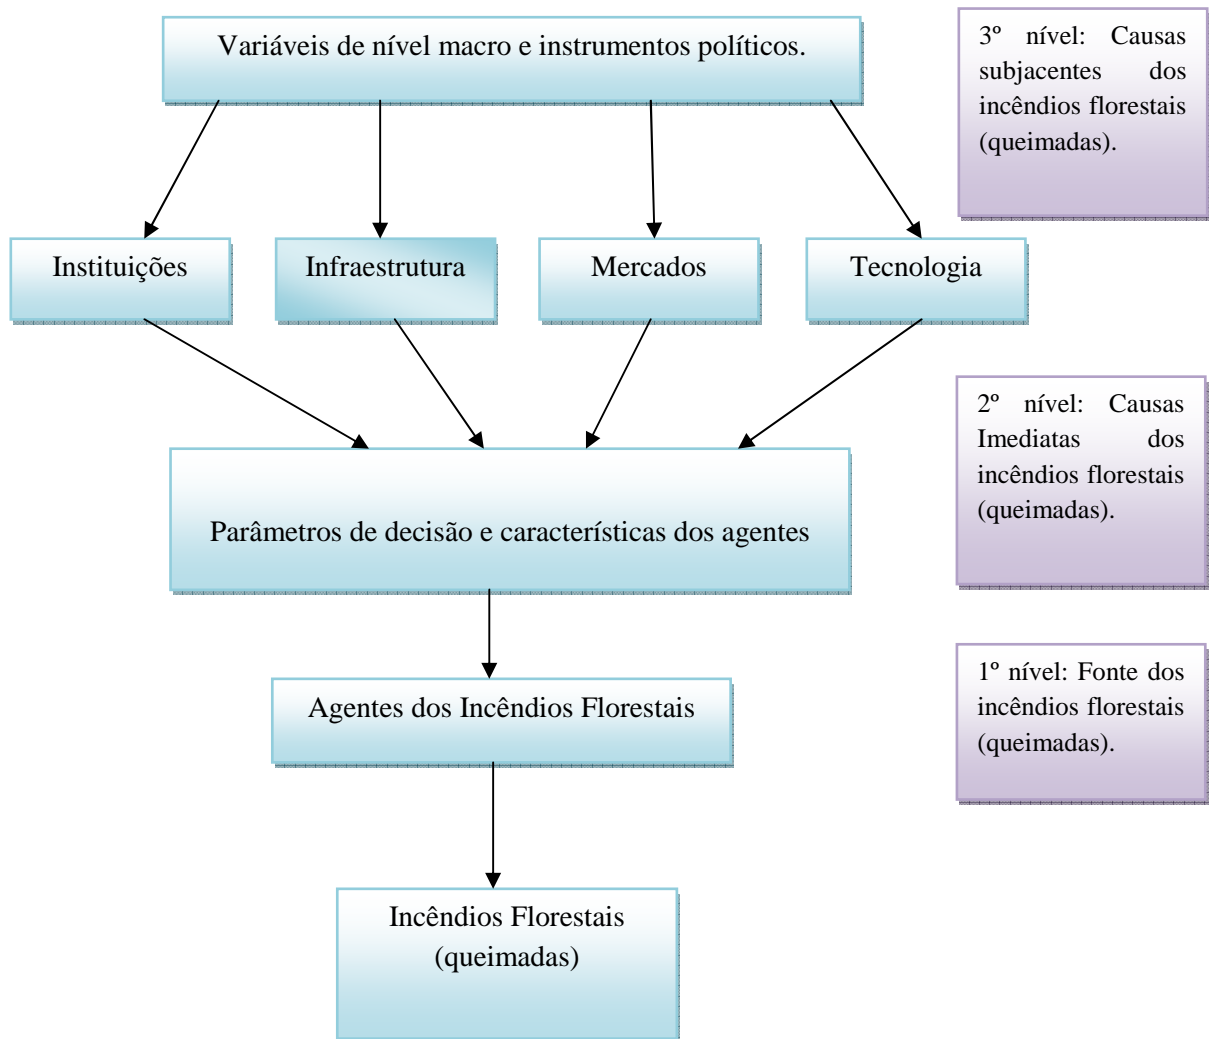 Variáveis de nível macro e instrumentos políticos.
3º nível: Causas
subjacentes dos
incêndios florestais
(queimadas).
Instituições
Infraestrutura
Mercados
Tecnologia
2º nível: Causas
Imediatas dos
incêndios florestais
(queimadas).
Parâmetros de decisão e características dos agentes
1º nível: Fonte dos
incêndios florestais
(queimadas).
Agentes dos Incêndios Florestais
Incêndios Florestais
(queimadas)